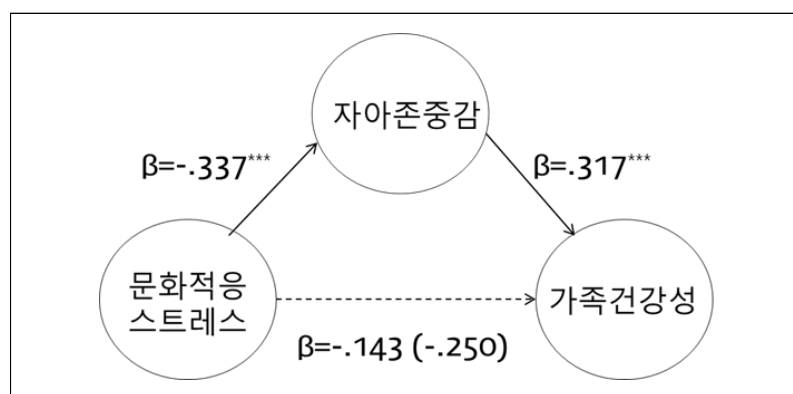 자아존중감
β=-.337***
β=.317***
문화적응
스트레스
가족건강성
β=-.143 (-.250)